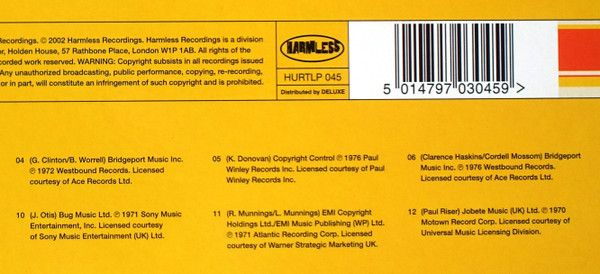 Recordings. © 2002 Harmless Recordings. Harmless Recordings is a division
r, Holden House, 57 Rathbone Place, London W1P 1AB. All rights of the
corded work reserved. WARNING: Copyright subsists in all recordings issued
Any unauthorized broadcasting, public performance, copying, re-recording,
or in part, will constitute an infringement of such copyright and is prohibited.
HARMLESS
HURTLP 045
Distributed by DELUXE
5 014797 030459 >
04 (G. Clinton/B. Worrell) Bridgeport Music Inc.
℗ 1972 Westbound Records. Licensed
courtesy of Ace Records Ltd.
05 (K. Donovan) Copyright Control ℗ 1976 Paul
Winley Records Inc. Licensed courtesy of Paul
Winley Records Inc.
06 (Clarence Haskins/Cordell Mossom) Bridgeport
Music Inc. ℗ 1976 Westbound Records.
Licensed courtesy of Ace Records Ltd.
10 (J. Otis) Bug Music Ltd. ℗ 1971 Sony Music
Entertainment, Inc. Licensed courtesy
of Sony Music Entertainment (UK) Ltd.
11 (R. Munnings/L. Munnings) EMI Copyright
Holdings Ltd./EMI Music Publishing (WP) Ltd.
℗ 1971 Atlantic Recording Corp. Licensed
courtesy of Warner Strategic Marketing UK.
12 (Paul Riser) Jobete Music (UK) Ltd. ℗ 1970
Motown Record Corp. Licensed courtesy of
Universal Music Licensing Division.